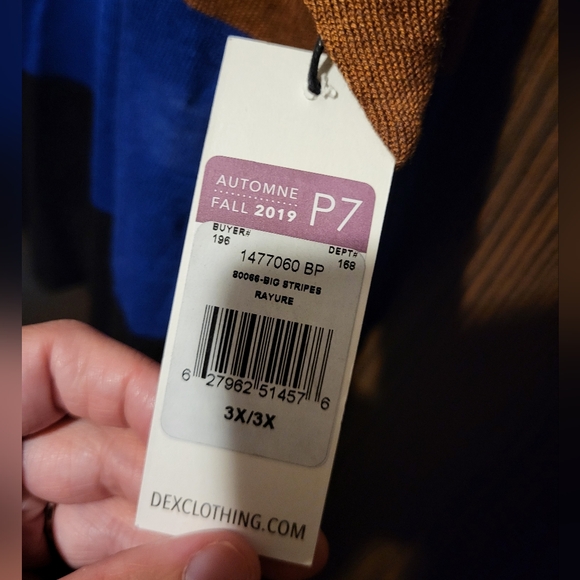 AUTOMNE
FALL 2019 P7
BUYER# DEPT#
196 168
1477060 BP
80066-BIG STRIPES
RAYURE
6 27962 51457 6
3X/3X
DEXCLOTHING.COM